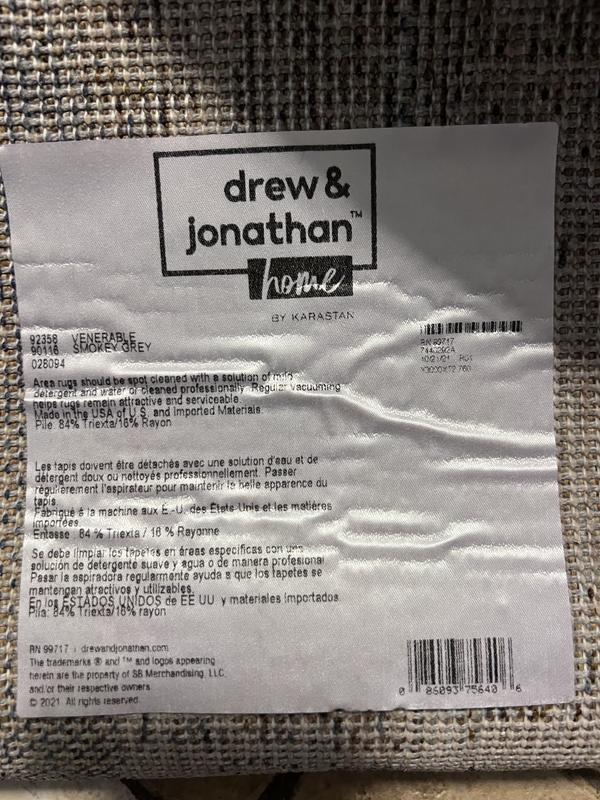 drew &
jonathan™
home
BY KARASTAN
92358 VENERABLE
90116 SMOKEY GREY
028094
RN 99717
7440292A
10/21/21 R01
Area rugs should be spot cleaned with a solution of mild
detergent and water or cleaned professionally. Regular vacuuming
helps rugs remain attractive and serviceable.
Made in the USA of U.S. and Imported Materials.
Pile: 84% Triexta/16% Rayon
Les tapis doivent être détachés avec une solution d'eau et de
détergent doux ou nettoyés professionnellement. Passer
régulièrement l'aspirateur pour maintenir la belle apparence du
tapis.
Fabriqué à la machine aux É.-U. des États-Unis et les matières
importées.
Entasse : 84 % Triexta / 16 % Rayonne
Se debe limpiar los tapetes en áreas específicas con una
solución de detergente suave y agua o de manera profesional
Pasar la aspiradora regularmente ayuda a que los tapetes se
mantengan atractivos y utilizables.
En los ESTADOS UNIDOS de EE UU y materiales importados
Pila: 84% Triexta/16% rayón
RN 99717 | drewandjonathan.com
The trademarks ® and ™ and logos appearing
herein are the property of SB Merchandising, LLC.
and/or their respective owners
© 2021 All rights reserved.
0 86093 75640 6